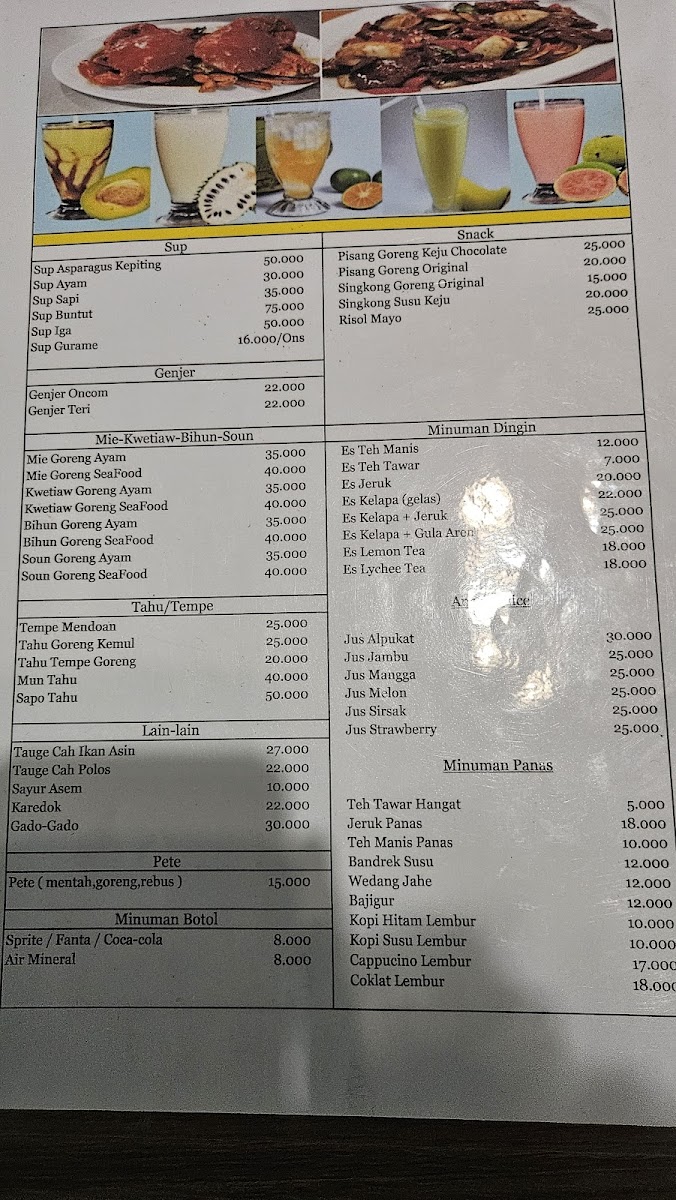 Sup
Sup Asparagus Kepiting 50.000
Sup Ayam 30.000
Sup Sapi 35.000
Sup Buntut 75.000
Sup Iga 50.000
Sup Gurame 16.000/Ons
Genjer
Genjer Oncom 22.000
Genjer Teri 22.000
Mie-Kwetiaw-Bihun-Soun
Mie Goreng Ayam 35.000
Mie Goreng SeaFood 40.000
Kwetiaw Goreng Ayam 35.000
Kwetiaw Goreng SeaFood 40.000
Bihun Goreng Ayam 35.000
Bihun Goreng SeaFood 40.000
Soun Goreng Ayam 35.000
Soun Goreng SeaFood 40.000
Tahu/Tempe
Tempe Mendoan 25.000
Tahu Goreng Kemul 25.000
Tahu Tempe Goreng 20.000
Mun Tahu 40.000
Sapo Tahu 50.000
Lain-lain
Tauge Cah Ikan Asin 27.000
Tauge Cah Polos 22.000
Sayur Asem 10.000
Karedok 22.000
Gado-Gado 30.000
Pete
Pete ( mentah,goreng,rebus ) 15.000
Minuman Botol
Sprite / Fanta / Coca-cola 8.000
Air Mineral 8.000
Snack
Pisang Goreng Keju Chocolate 25.000
Pisang Goreng Original 20.000
Singkong Goreng Original 15.000
Singkong Susu Keju 20.000
Risol Mayo 25.000
Minuman Dingin
Es Teh Manis 12.000
Es Teh Tawar 7.000
Es Jeruk 20.000
Es Kelapa (gelas) 22.000
Es Kelapa + Jeruk 25.000
Es Kelapa + Gula Aren 25.000
Es Lemon Tea 18.000
Es Lychee Tea 18.000
Jus Alpukat 30.000
Jus Jambu 25.000
Jus Mangga 25.000
Jus Melon 25.000
Jus Sirsak 25.000
Jus Strawberry 25.000
Minuman Panas
Teh Tawar Hangat 5.000
Jeruk Panas 18.000
Teh Manis Panas 10.000
Bandrek Susu 12.000
Wedang Jahe 12.000
Bajigur 12.000
Kopi Hitam Lembur 10.000
Kopi Susu Lembur 10.000
Cappucino Lembur 17.000
Coklat Lembur 18.000